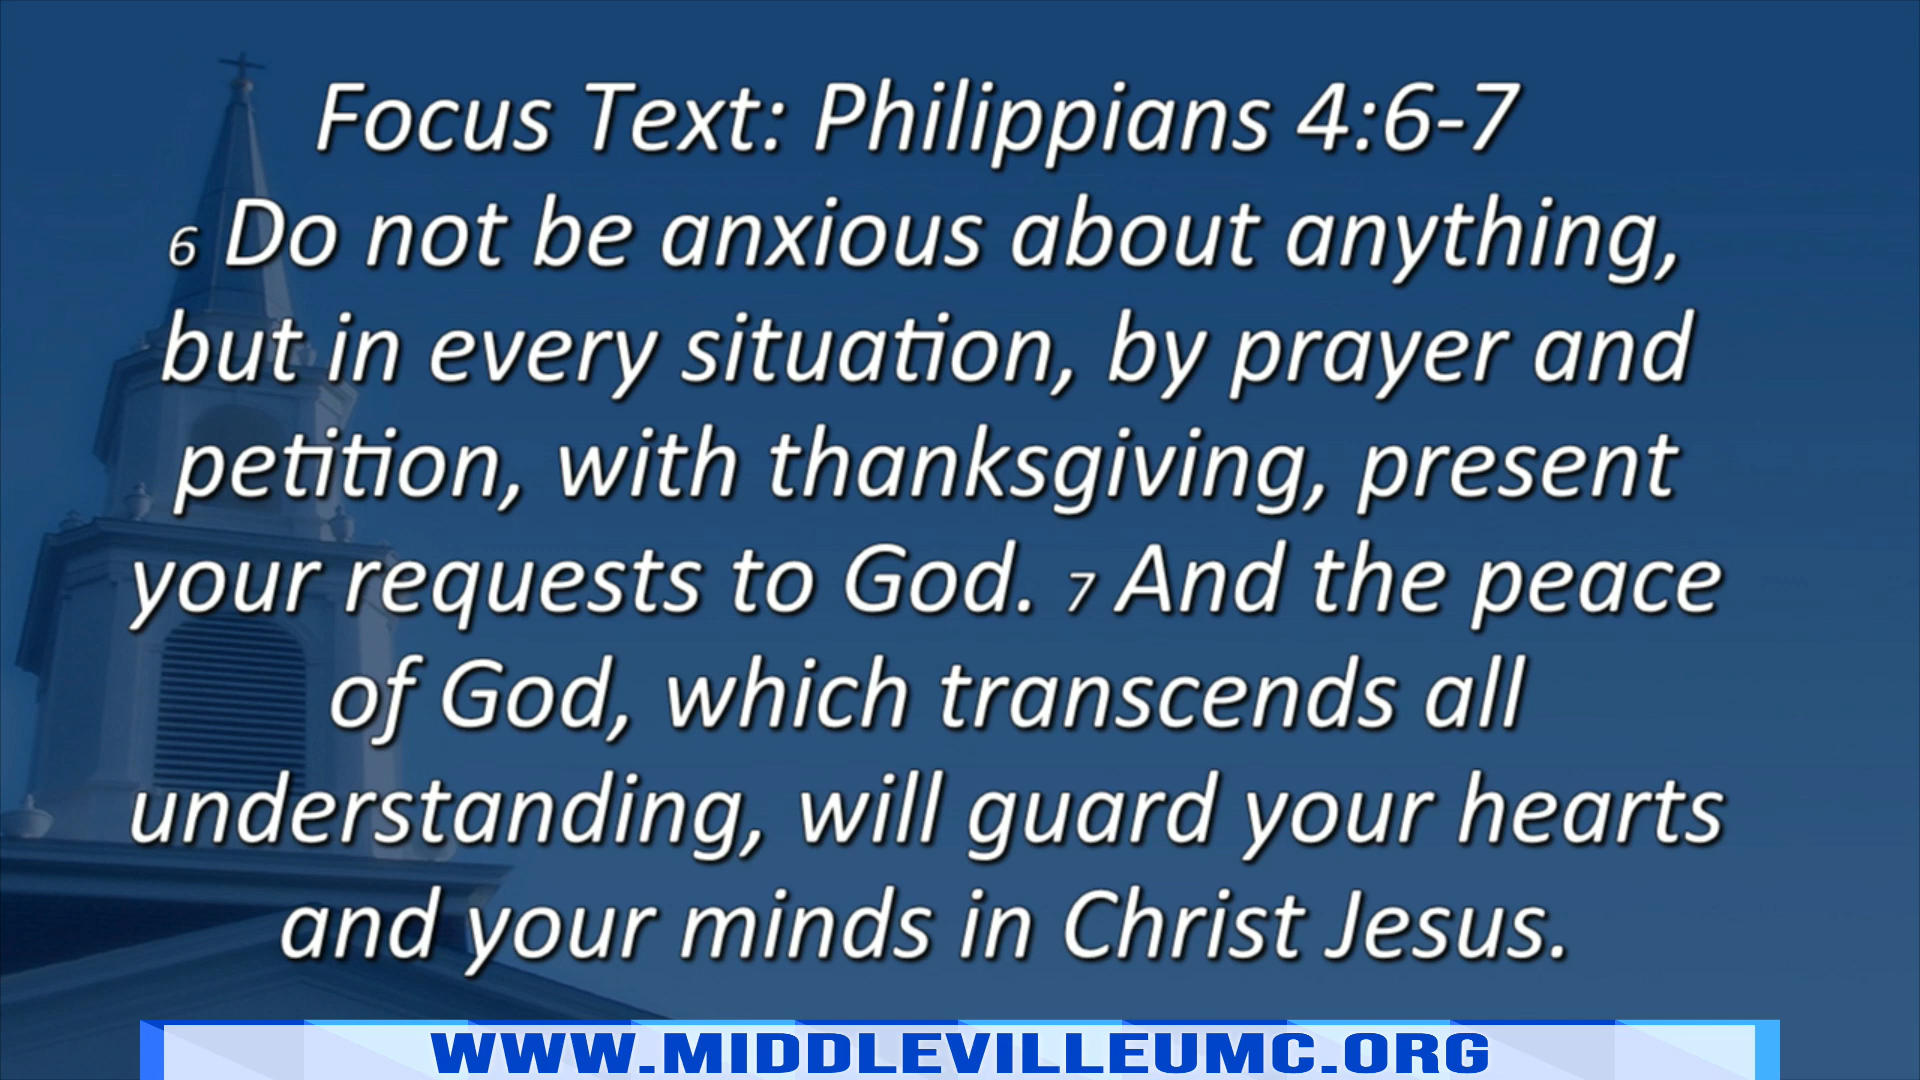 Focus Text: Philippians 4:6-7
6 Do not be anxious about anything,
but in every situation, by prayer and
petition, with thanksgiving, present
your requests to God. 7 And the peace
of God, which transcends all
understanding, will guard your hearts
and your minds in Christ Jesus.
WWW.MIDDLEVILLEUMC.ORG